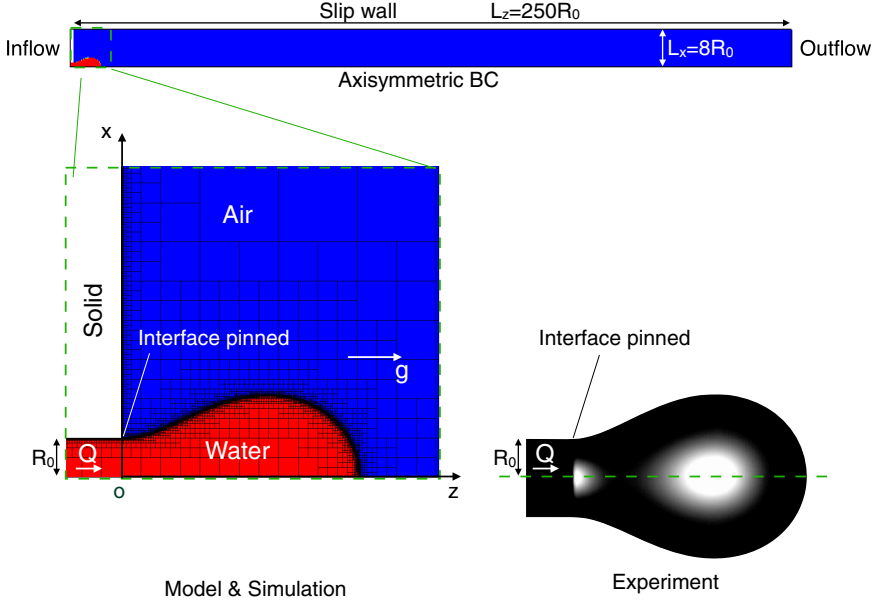 Slip wall L_z=250R_0
Inflow
L_x=8R_0
Outflow
Axisymmetric BC
x
Air
Solid
Interface pinned
g
Interface pinned
R_0
Q
Water
R_0
Q
o
z
Model & Simulation
Experiment